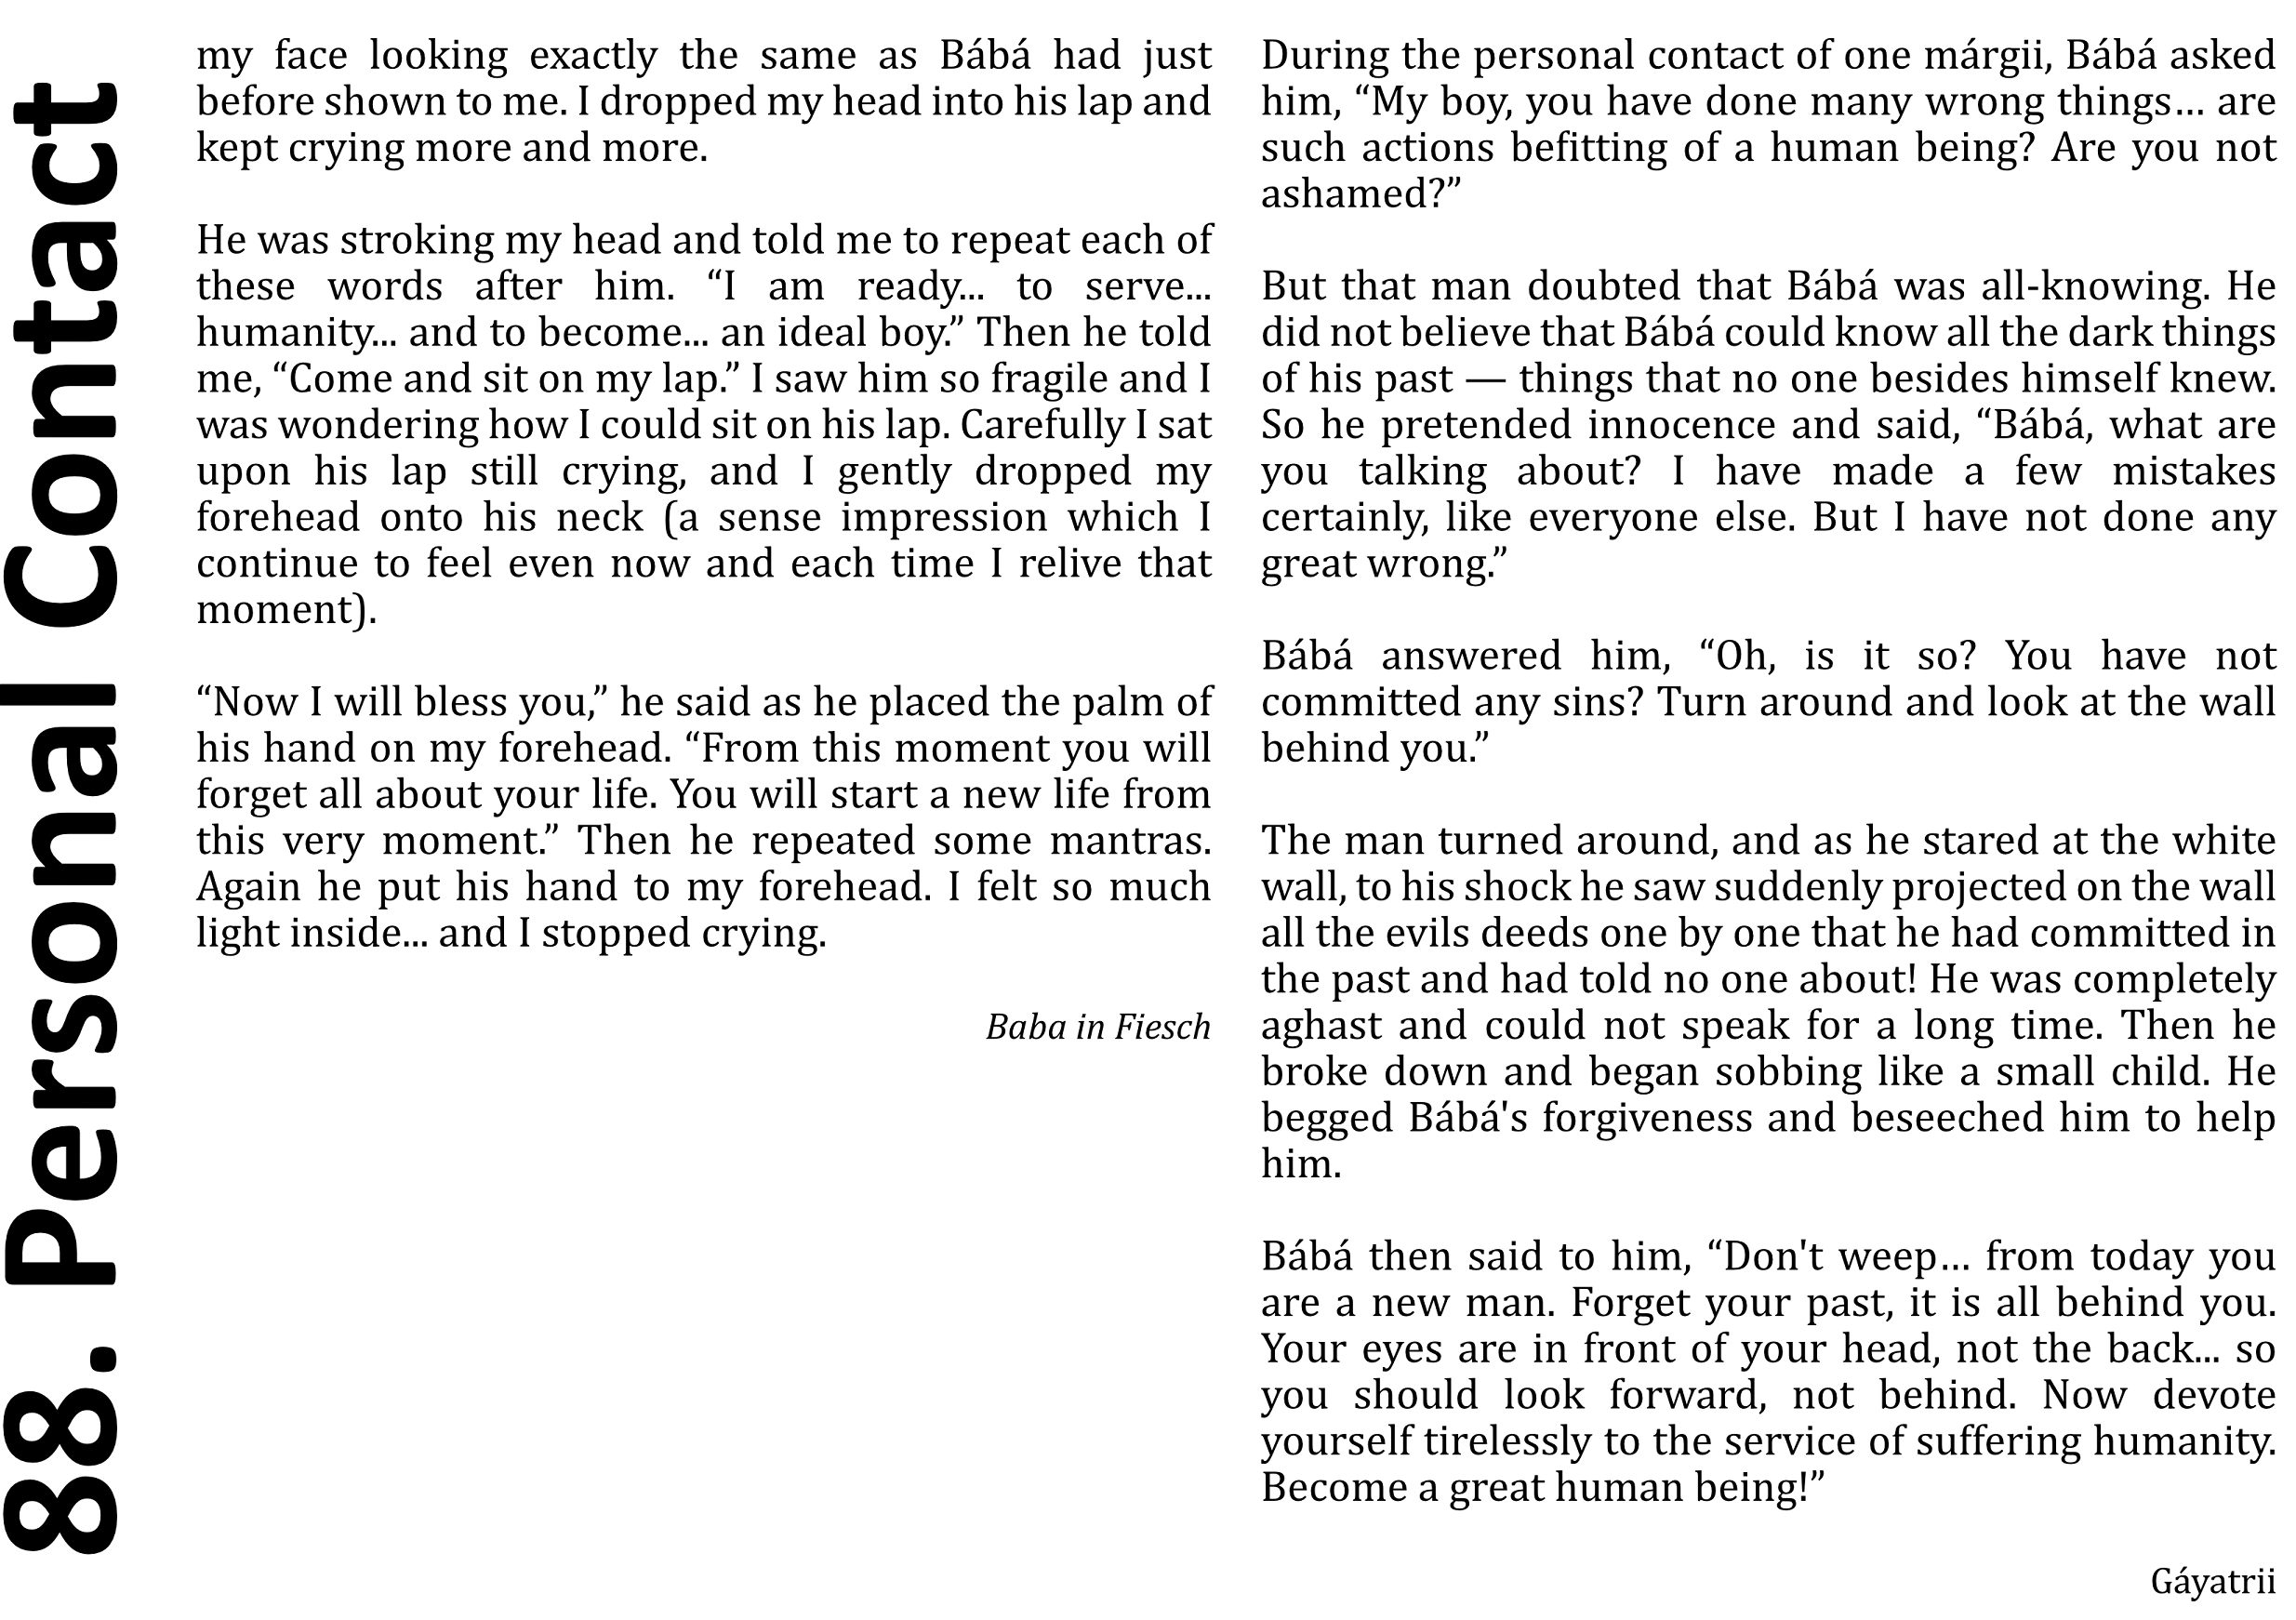 88. Personal Contact
my face looking exactly the same as Bábá had just
before shown to me. I dropped my head into his lap and
kept crying more and more.
He was stroking my head and told me to repeat each of
these words after him. “I am ready... to serve...
humanity... and to become... an ideal boy.” Then he told
me, “Come and sit on my lap.” I saw him so fragile and I
was wondering how I could sit on his lap. Carefully I sat
upon his lap still crying, and I gently dropped my
forehead onto his neck (a sense impression which I
continue to feel even now and each time I relive that
moment).
“Now I will bless you,” he said as he placed the palm of
his hand on my forehead. “From this moment you will
forget all about your life. You will start a new life from
this very moment.” Then he repeated some mantras.
Again he put his hand to my forehead. I felt so much
light inside... and I stopped crying.
Baba in Fiesch
During the personal contact of one márgii, Bábá asked
him, “My boy, you have done many wrong things… are
such actions befitting of a human being? Are you not
ashamed?”
But that man doubted that Bábá was all-knowing. He
did not believe that Bábá could know all the dark things
of his past — things that no one besides himself knew.
So he pretended innocence and said, “Bábá, what are
you talking about? I have made a few mistakes
certainly, like everyone else. But I have not done any
great wrong.”
Bábá answered him, “Oh, is it so? You have not
committed any sins? Turn around and look at the wall
behind you.”
The man turned around, and as he stared at the white
wall, to his shock he saw suddenly projected on the wall
all the evils deeds one by one that he had committed in
the past and had told no one about! He was completely
aghast and could not speak for a long time. Then he
broke down and began sobbing like a small child. He
begged Bábá's forgiveness and beseeched him to help
him.
Bábá then said to him, “Don't weep… from today you
are a new man. Forget your past, it is all behind you.
Your eyes are in front of your head, not the back... so
you should look forward, not behind. Now devote
yourself tirelessly to the service of suffering humanity.
Become a great human being!”
Gáyatrii